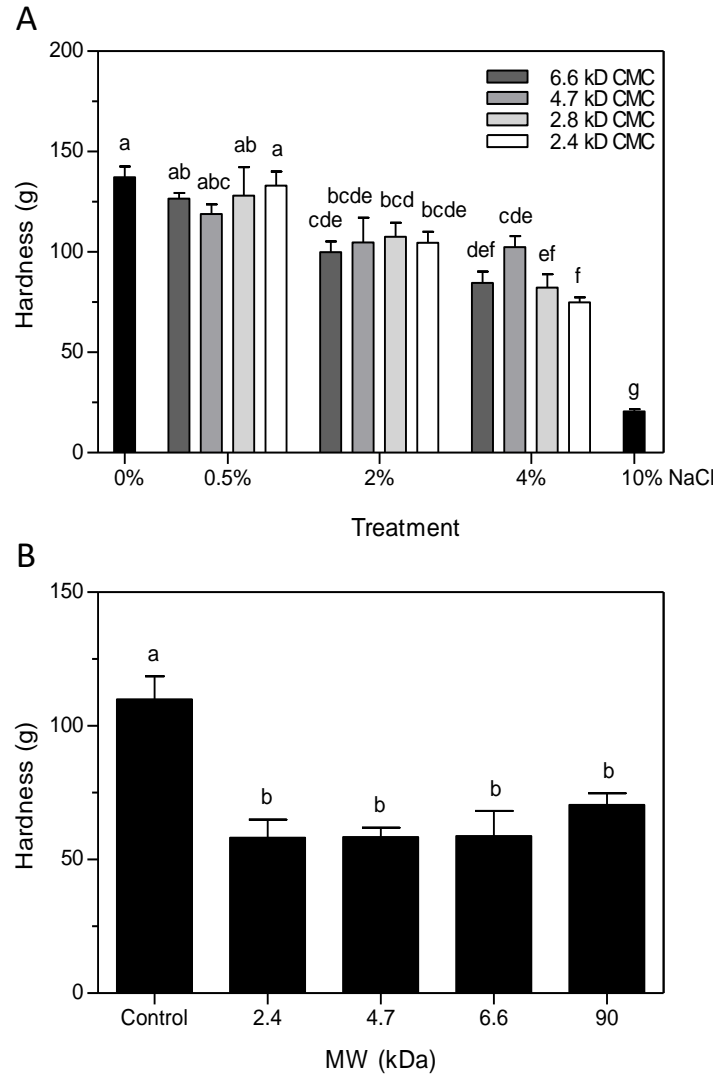 A
200
150
100
50
0
Hardness (g)
6.6 kD CMC
4.7 kD CMC
2.8 kD CMC
2.4 kD CMC
a
ab
abc
ab
a
cde
bcde
bcd
bcde
def
cde
ef
f
g
0% 0.5% 2% 4% 10% NaCl
Treatment
B
150
100
50
0
Hardness (g)
a
b
b
b
b
Control 2.4 4.7 6.6 90
MW (kDa)